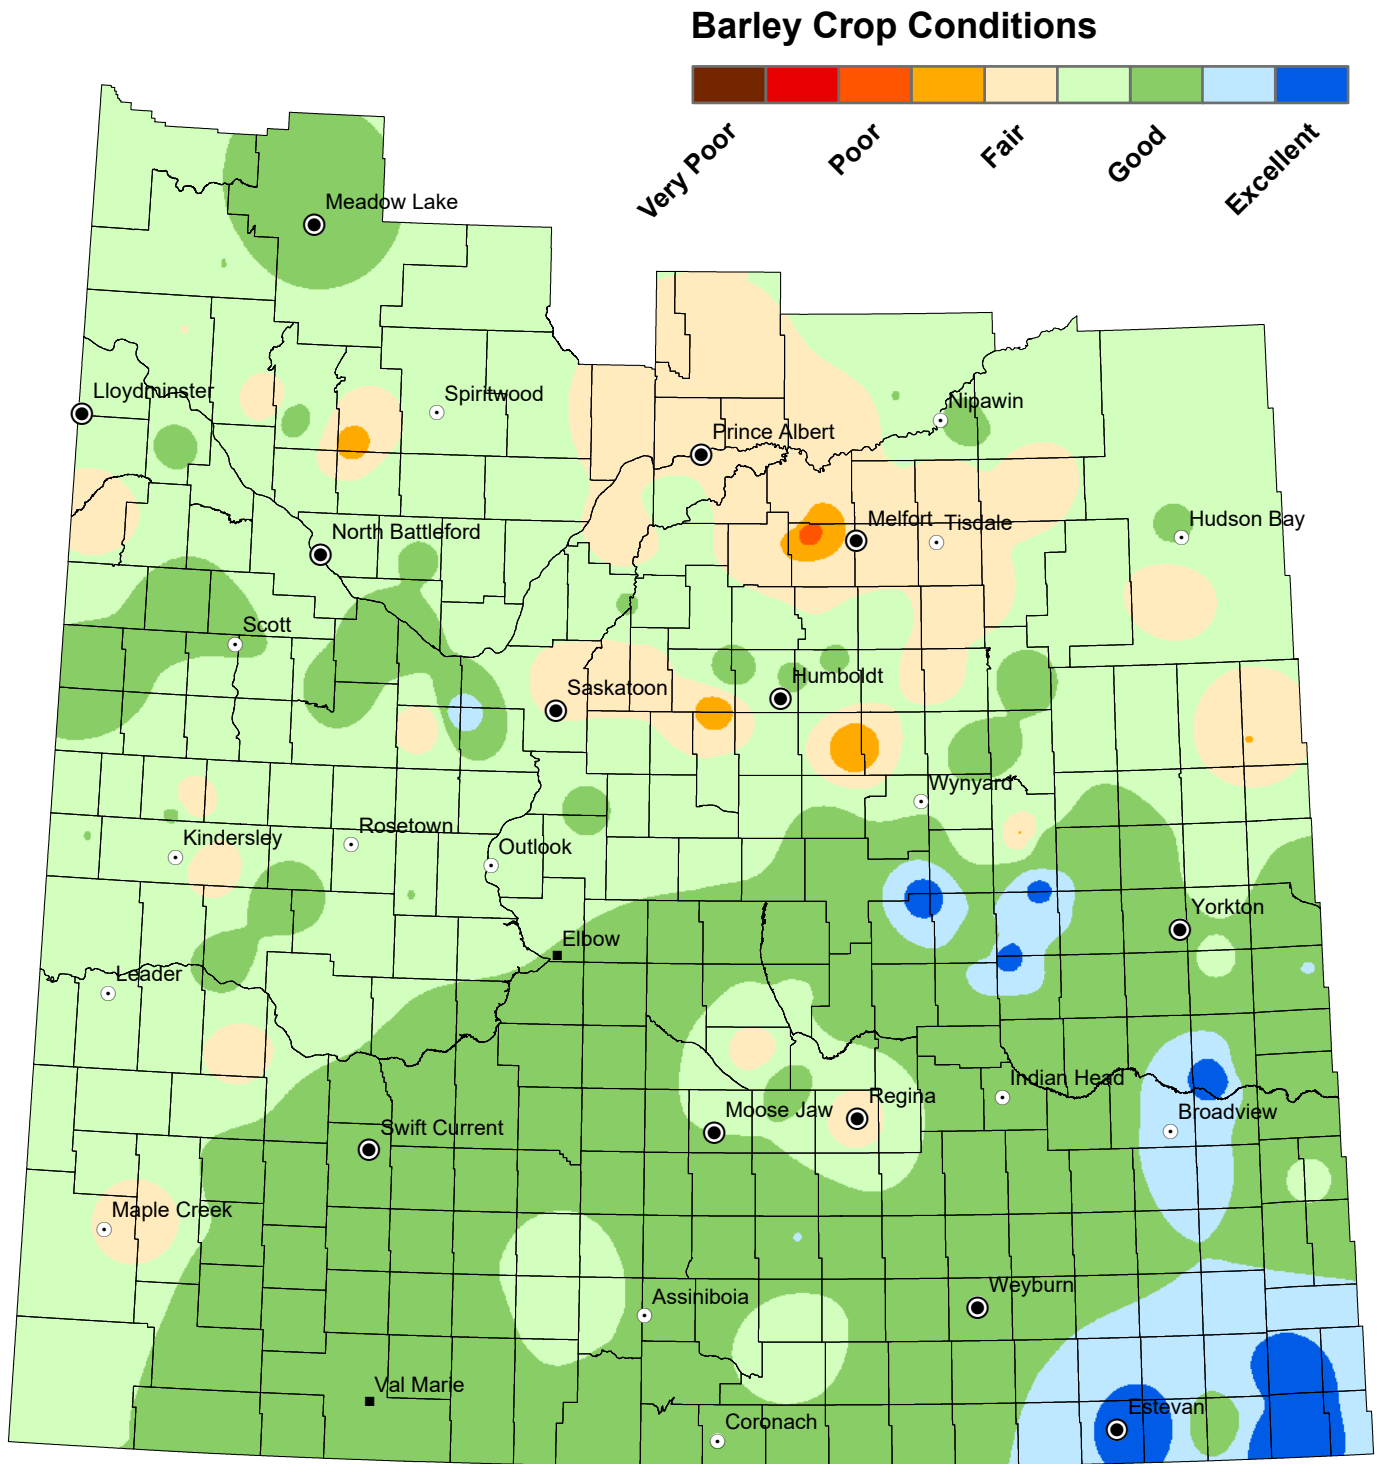 Barley Crop Conditions
Very Poor
Poor
Fair
Good
Excellent
Meadow Lake
Lloydminster
Spiritwood
Nipawin
Prince Albert
North Battleford
Melfort
Tisdale
Hudson Bay
Scott
Saskatoon
Humboldt
Wynyard
Kindersley
Rosetown
Outlook
Yorkton
Elbow
Leader
Indian Head
Moose Jaw
Regina
Broadview
Swift Current
Maple Creek
Assiniboia
Weyburn
Val Marie
Coronach
Estevan